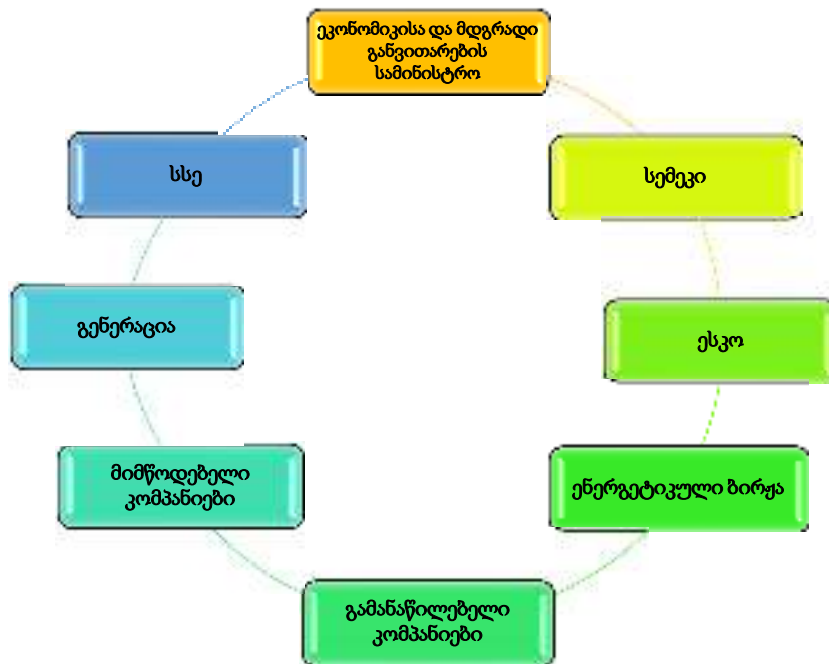 ეკონომიკისა და მდგრადი
განვითარების
სამინისტრო
სსე
სემეკი
გენერაცია
ესკო
მიმწოდებელი
კომპანიები
ენერგეტიკული ბირჟა
გამანაწილებელი
კომპანიები